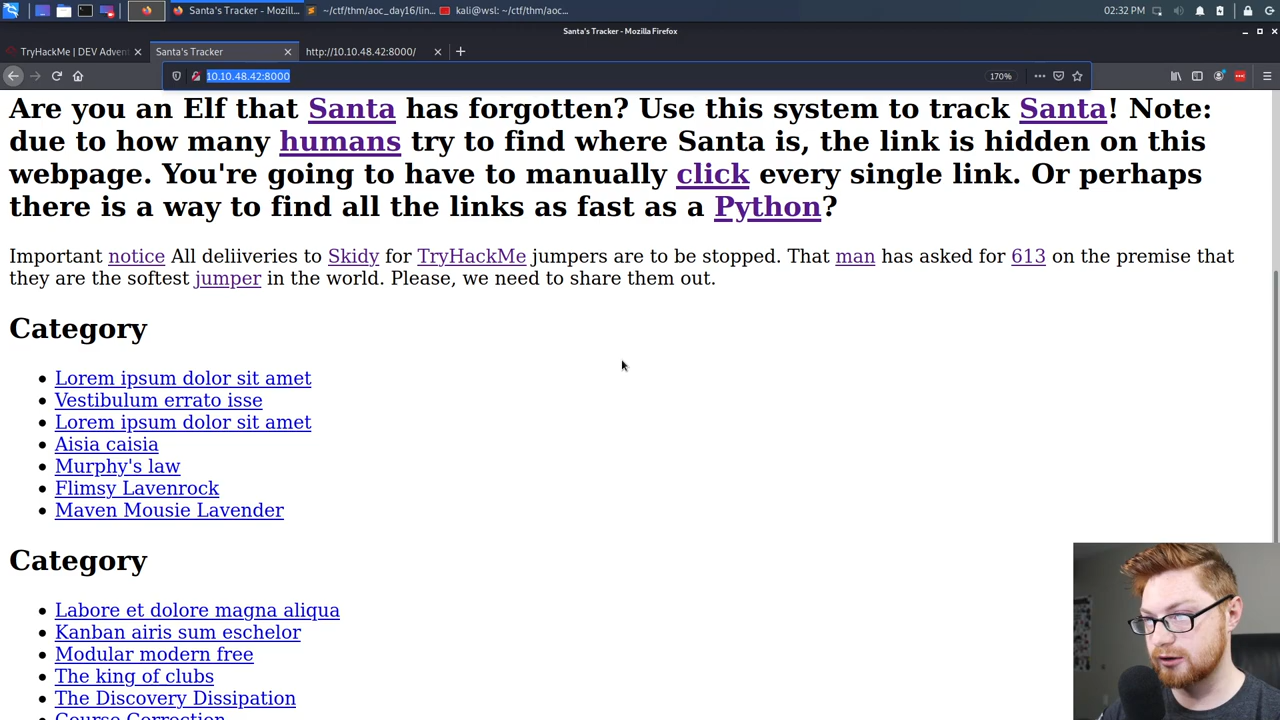 Santa's Tracker - Mozill...
~/ctf/thm/aoc_day16/lin...
kali@wsl: ~/ctf/thm/aoc...
02:32 PM
Santa's Tracker - Mozilla Firefox
TryHackMe | DEV Advent
Santa's Tracker
http://10.10.48.42:8000/
10.10.48.42:8000
170%
Are you an Elf that Santa has forgotten? Use this system to track Santa! Note:
due to how many humans try to find where Santa is, the link is hidden on this
webpage. You're going to have to manually click every single link. Or perhaps
there is a way to find all the links as fast as a Python?
Important notice All deliiveries to Skidy for TryHackMe jumpers are to be stopped. That man has asked for 613 on the premise that
they are the softest jumper in the world. Please, we need to share them out.
Category
Lorem ipsum dolor sit amet
Vestibulum errato isse
Lorem ipsum dolor sit amet
Aisia caisia
Murphy's law
Flimsy Lavenrock
Maven Mousie Lavender
Category
Labore et dolore magna aliqua
Kanban airis sum eschelor
Modular modern free
The king of clubs
The Discovery Dissipation
Course Correction